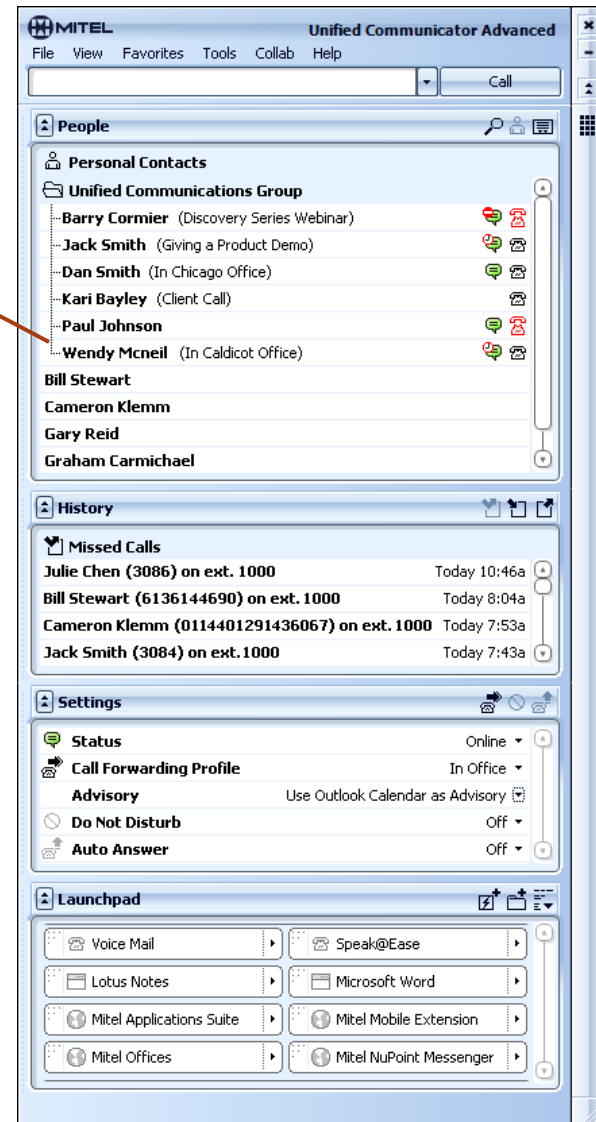 MITEL Unified Communicator Advanced
File View Favorites Tools Collab Help
Call
People
Personal Contacts
Unified Communications Group
Barry Cormier (Discovery Series Webinar)
Jack Smith (Giving a Product Demo)
Dan Smith (In Chicago Office)
Kari Bayley (Client Call)
Paul Johnson
Wendy Mcneil (In Caldicot Office)
Bill Stewart
Cameron Klemm
Gary Reid
Graham Carmichael
History
Missed Calls
Julie Chen (3086) on ext. 1000 Today 10:46a
Bill Stewart (6136144690) on ext. 1000 Today 8:04a
Cameron Klemm (0114401291436067) on ext. 1000 Today 7:53a
Jack Smith (3084) on ext. 1000 Today 7:43a
Settings
Status Online
Call Forwarding Profile In Office
Advisory Use Outlook Calendar as Advisory
Do Not Disturb Off
Auto Answer Off
Launchpad
Voice Mail Speak@Ease
Lotus Notes Microsoft Word
Mitel Applications Suite Mitel Mobile Extension
Mitel Offices Mitel NuPoint Messenger